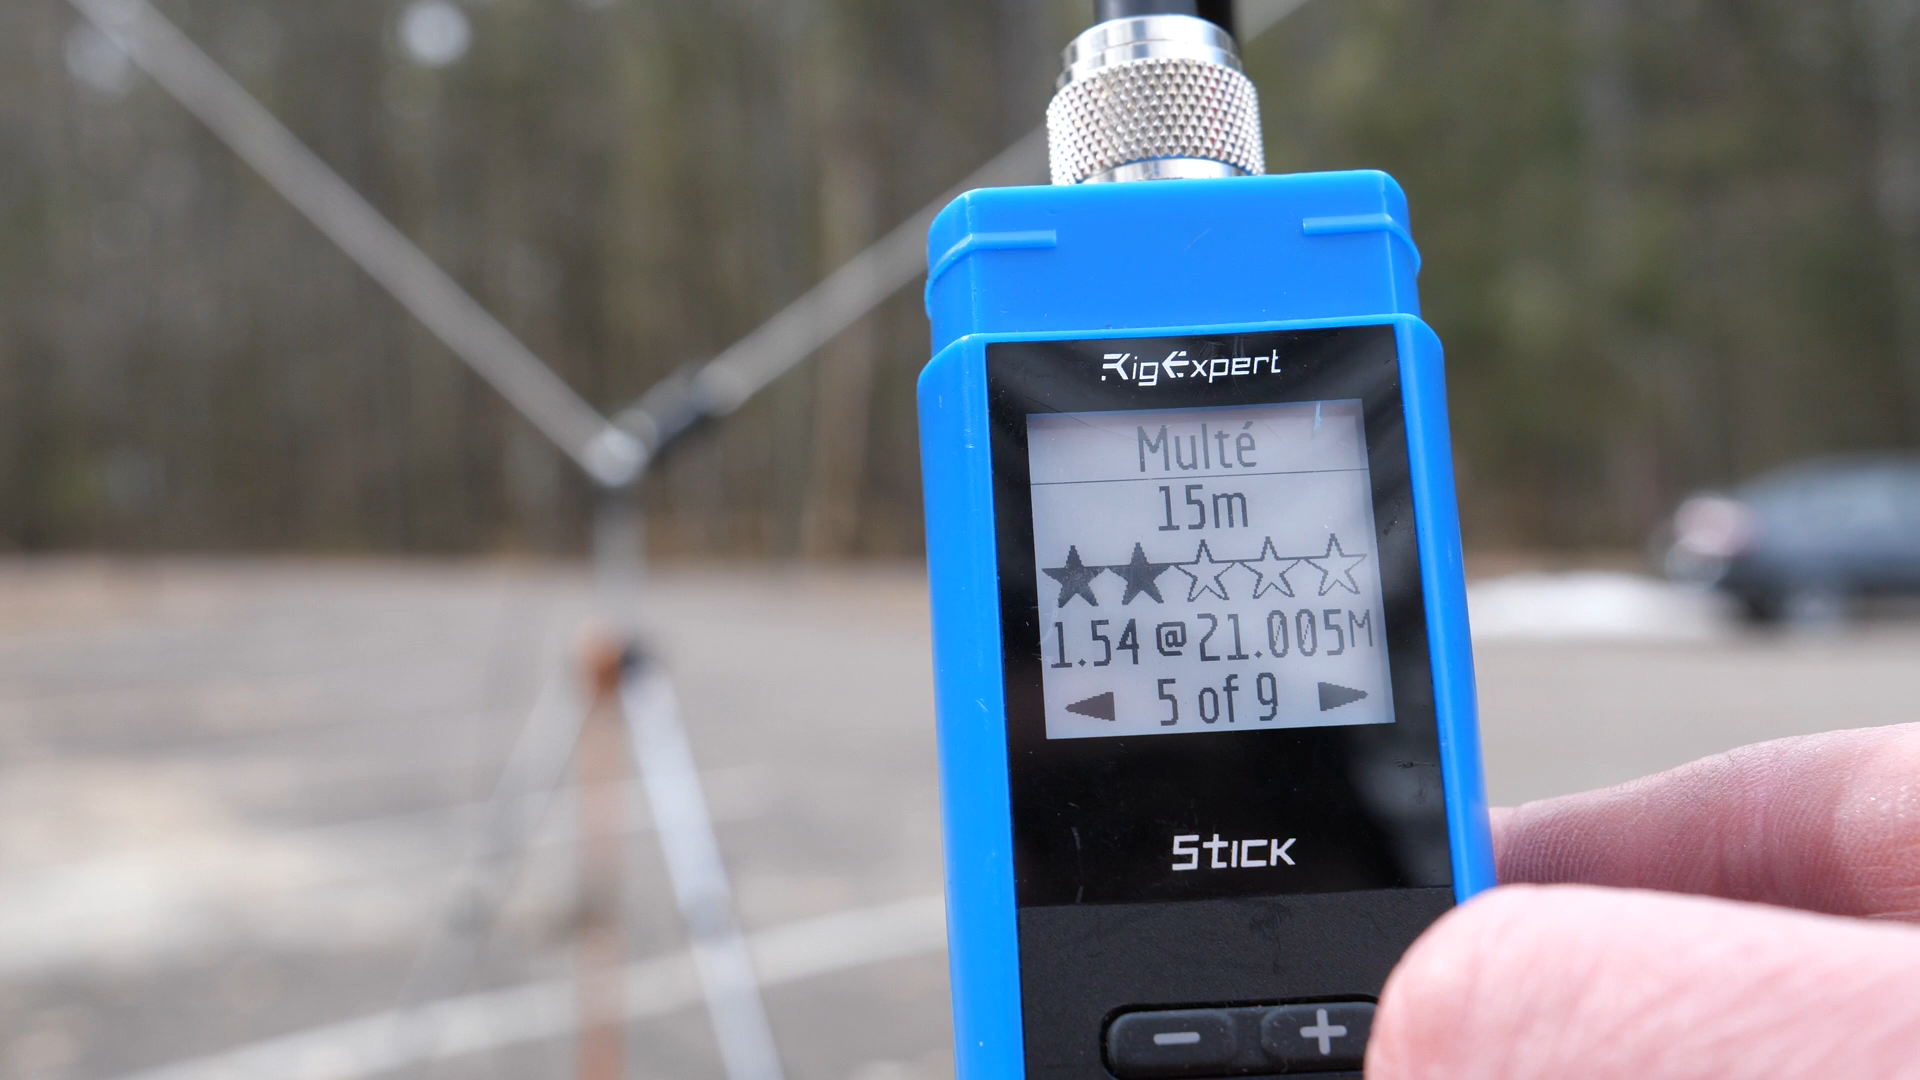 RigExpert
Multé
15m
1.54 @ 21.005M
5 of 9
Stick
- +